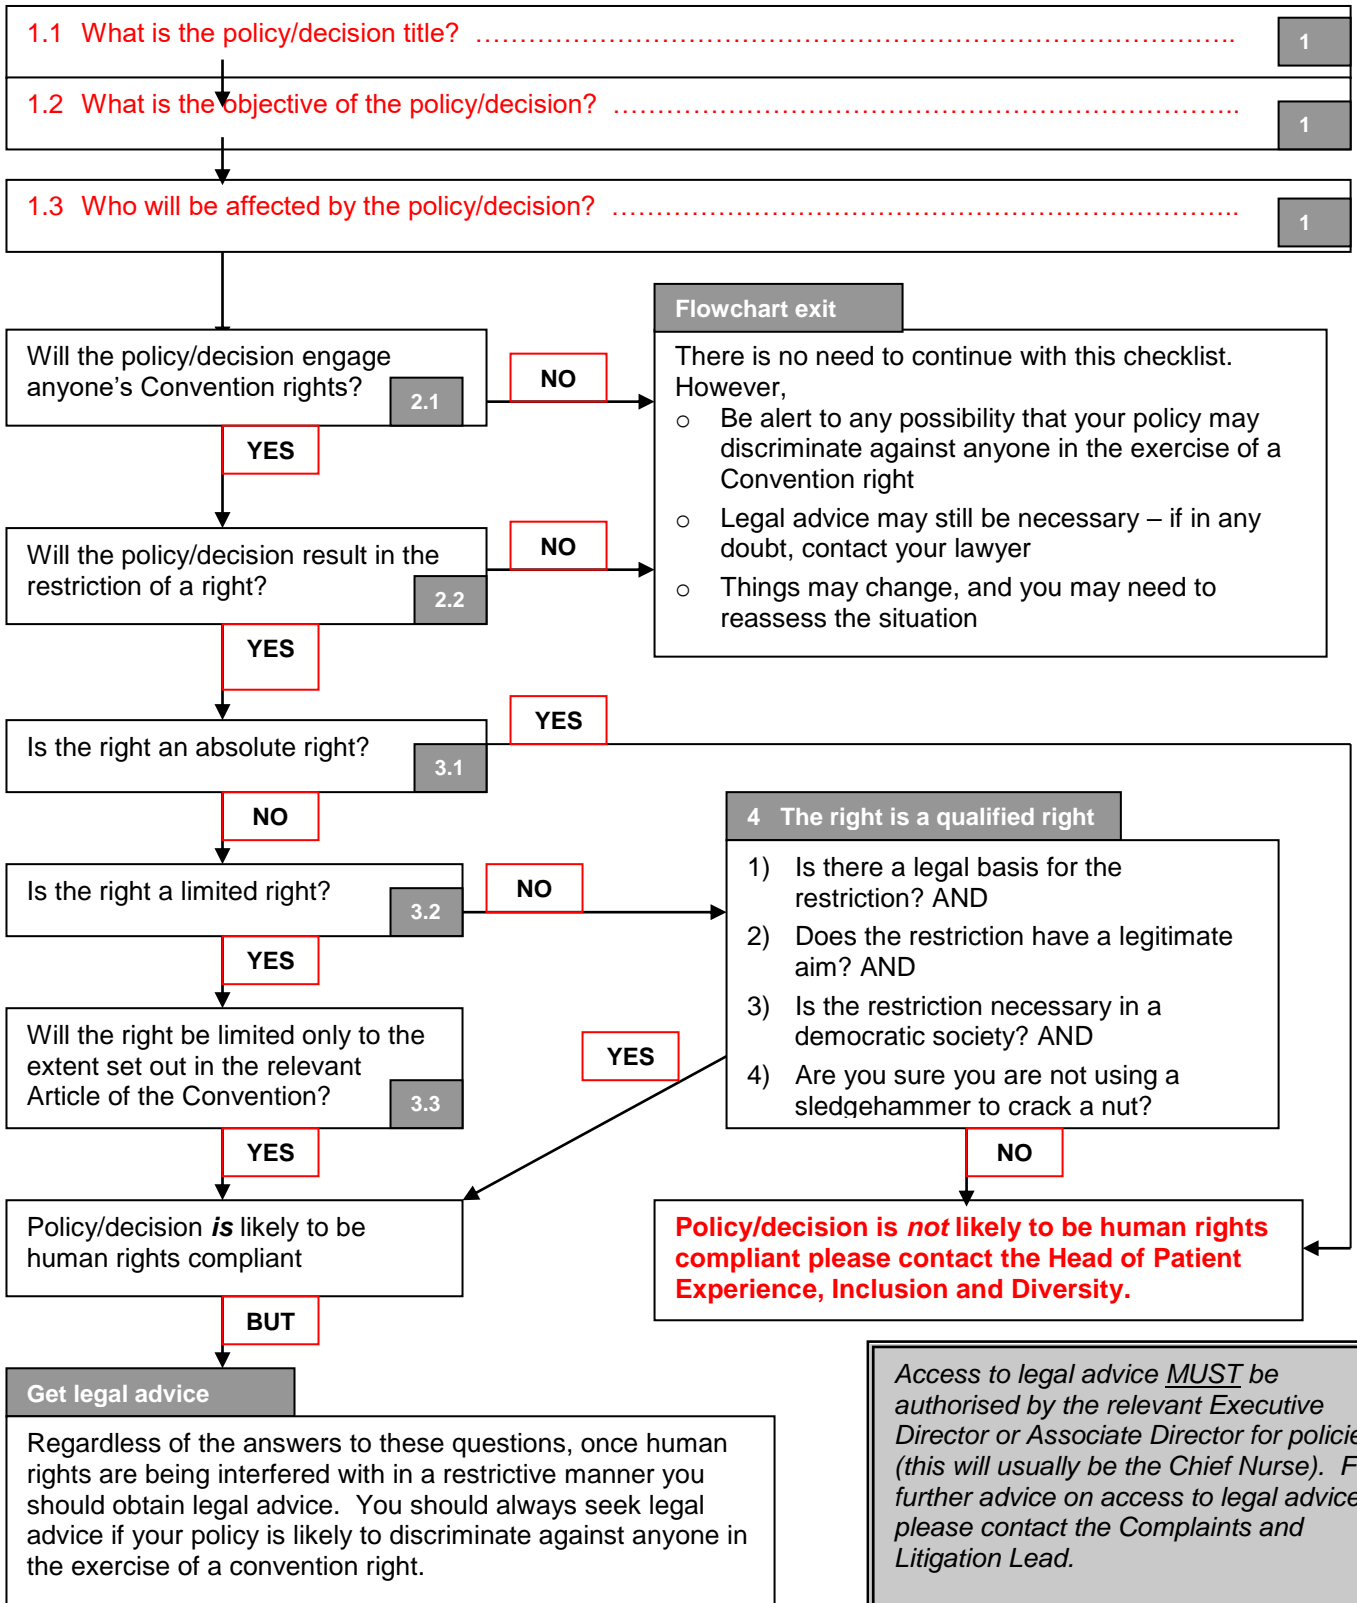 1.1 What is the policy/decision title? ……………………………………………………………………………….
1
1.2 What is the objective of the policy/decision? ………………………………………………………………..
1
1.3 Who will be affected by the policy/decision? ………………………………………………………………..
1
Will the policy/decision engage
anyone’s Convention rights?
2.1
NO
YES
Flowchart exit
There is no need to continue with this checklist.
However,
o Be alert to any possibility that your policy may
discriminate against anyone in the exercise of a
Convention right
o Legal advice may still be necessary – if in any
doubt, contact your lawyer
o Things may change, and you may need to
reassess the situation
Will the policy/decision result in the
restriction of a right?
2.2
NO
YES
Is the right an absolute right?
3.1
YES
NO
Is the right a limited right?
3.2
NO
YES
4 The right is a qualified right
1) Is there a legal basis for the
restriction? AND
2) Does the restriction have a legitimate
aim? AND
3) Is the restriction necessary in a
democratic society? AND
4) Are you sure you are not using a
sledgehammer to crack a nut?
Will the right be limited only to the
extent set out in the relevant
Article of the Convention?
3.3
YES
YES
NO
Policy/decision is likely to be
human rights compliant
Policy/decision is not likely to be human rights
compliant please contact the Head of Patient
Experience, Inclusion and Diversity.
BUT
Get legal advice
Regardless of the answers to these questions, once human
rights are being interfered with in a restrictive manner you
should obtain legal advice. You should always seek legal
advice if your policy is likely to discriminate against anyone in
the exercise of a convention right.
Access to legal advice MUST be
authorised by the relevant Executive
Director or Associate Director for policie
(this will usually be the Chief Nurse). F
further advice on access to legal advice
please contact the Complaints and
Litigation Lead.